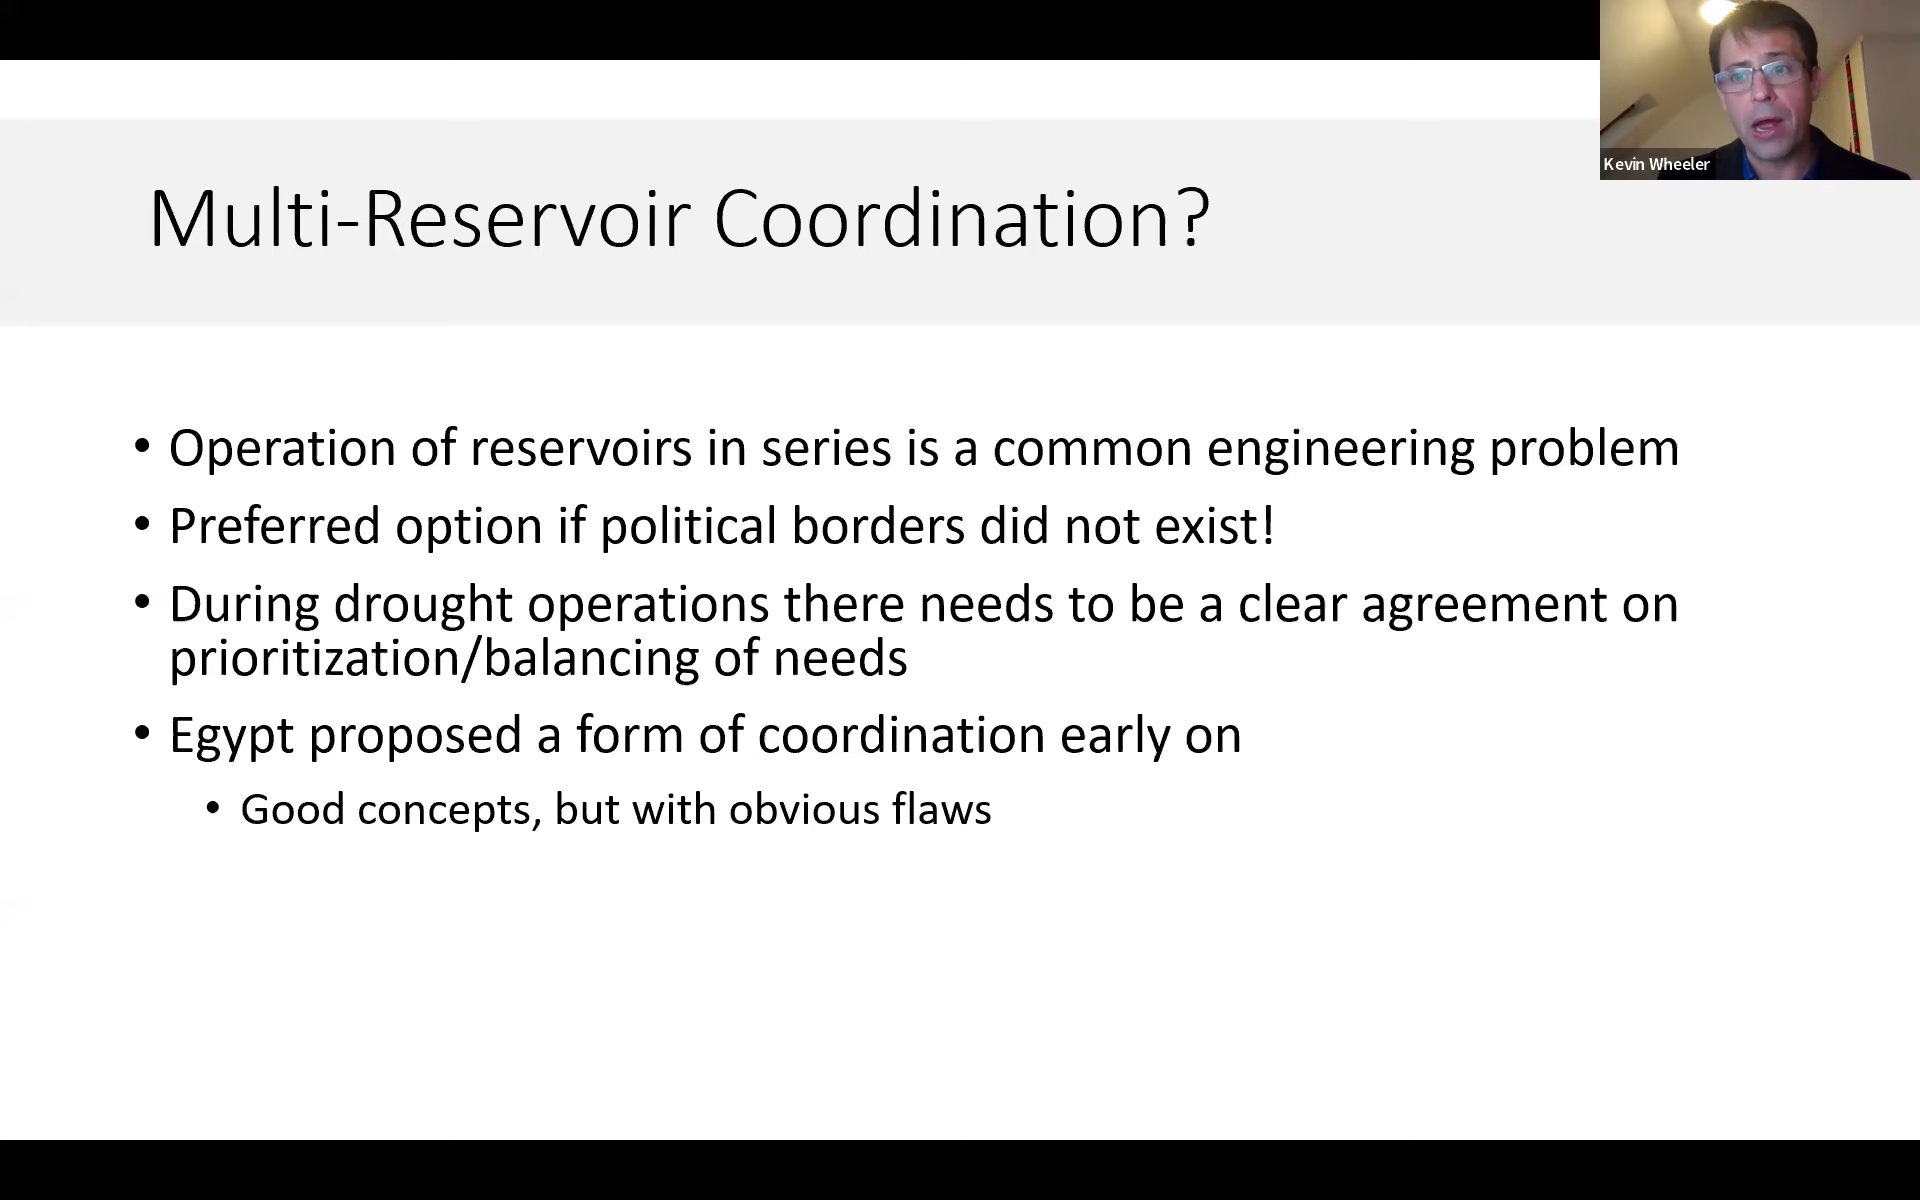 Kevin Wheeler
Multi-Reservoir Coordination?
• Operation of reservoirs in series is a common engineering problem
• Preferred option if political borders did not exist!
• During drought operations there needs to be a clear agreement on
prioritization/balancing of needs
• Egypt proposed a form of coordination early on
• Good concepts, but with obvious flaws